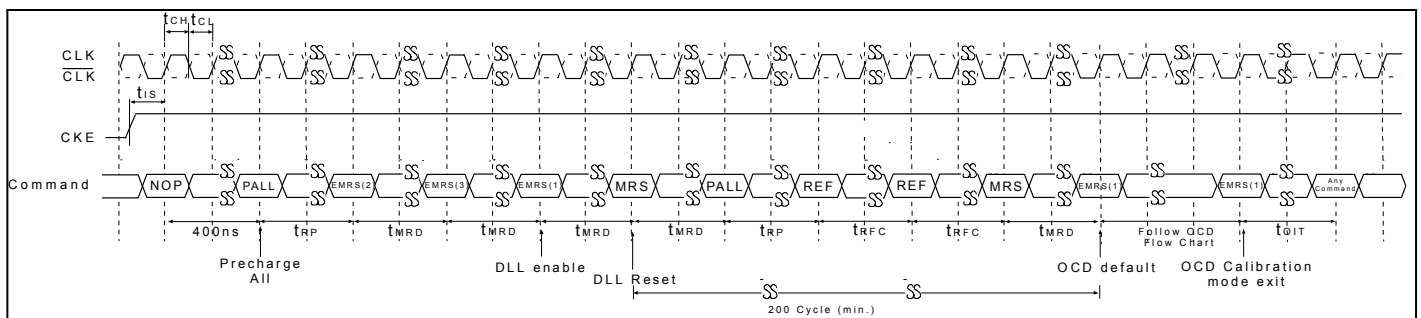 tCH tCL
CLK
CLK
tIS
CKE
Command NOP PALL EMRS(2) EMRS(3) EMRS(1) MRS PALL REF REF MRS EMRS(1) EMRS(1) Any Command
400ns tRP tMRD tMRD tMRD tMRD tRP tRFC tRFC tMRD Follow OCD Flow Chart tOIT
Precharge All
DLL enable
DLL Reset
OCD default
OCD Calibration mode exit
200 Cycle (min.)